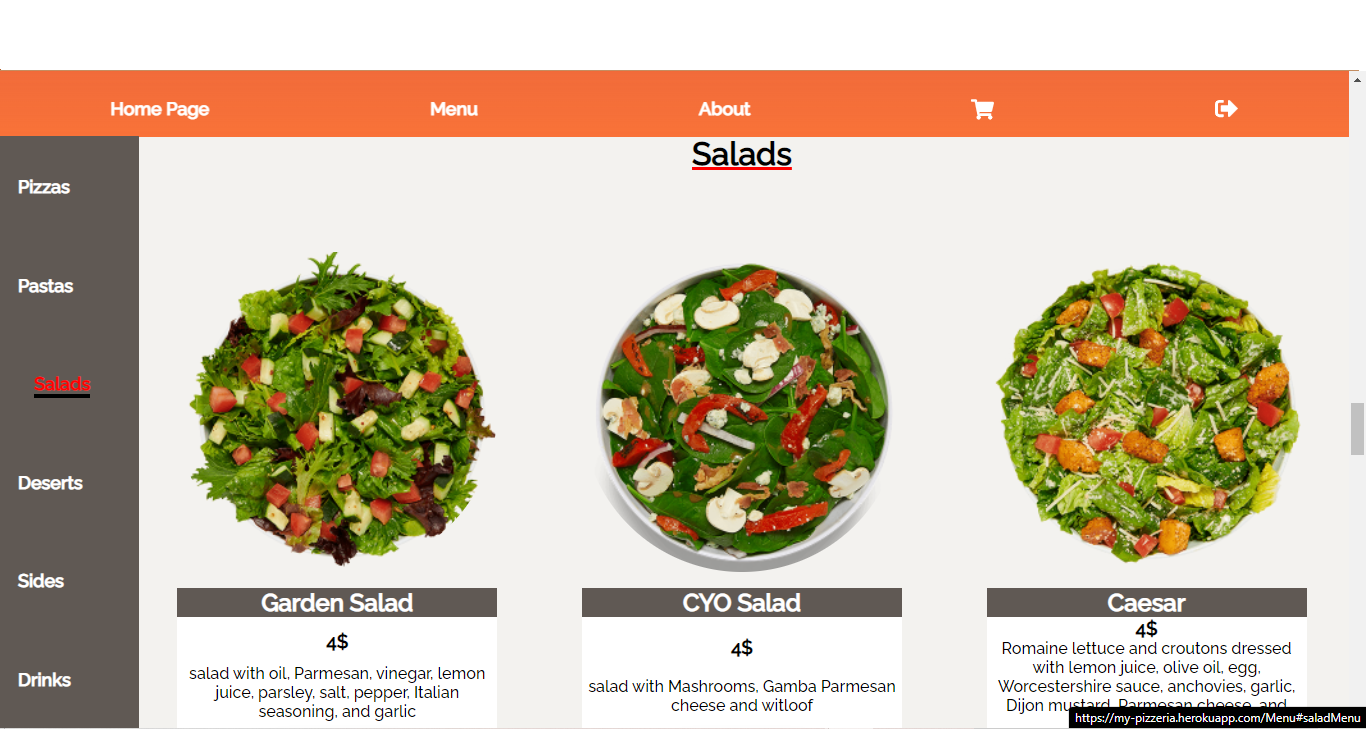 Home Page Menu About
Salads
Pizzas
Pastas
Salads
Deserts
Sides
Drinks
Garden Salad
4$
salad with oil, Parmesan, vinegar, lemon
juice, parsley, salt, pepper, Italian
seasoning, and garlic
CYO Salad
4$
salad with Mashrooms, Gamba Parmesan
cheese and witloof
Caesar
4$
Romaine lettuce and croutons dressed
with lemon juice, olive oil, egg,
Worcestershire sauce, anchovies, garlic,
Dijon mustard, Parmesan cheese, and
https://my-pizzeria.herokuapp.com/Menu#saladMenu